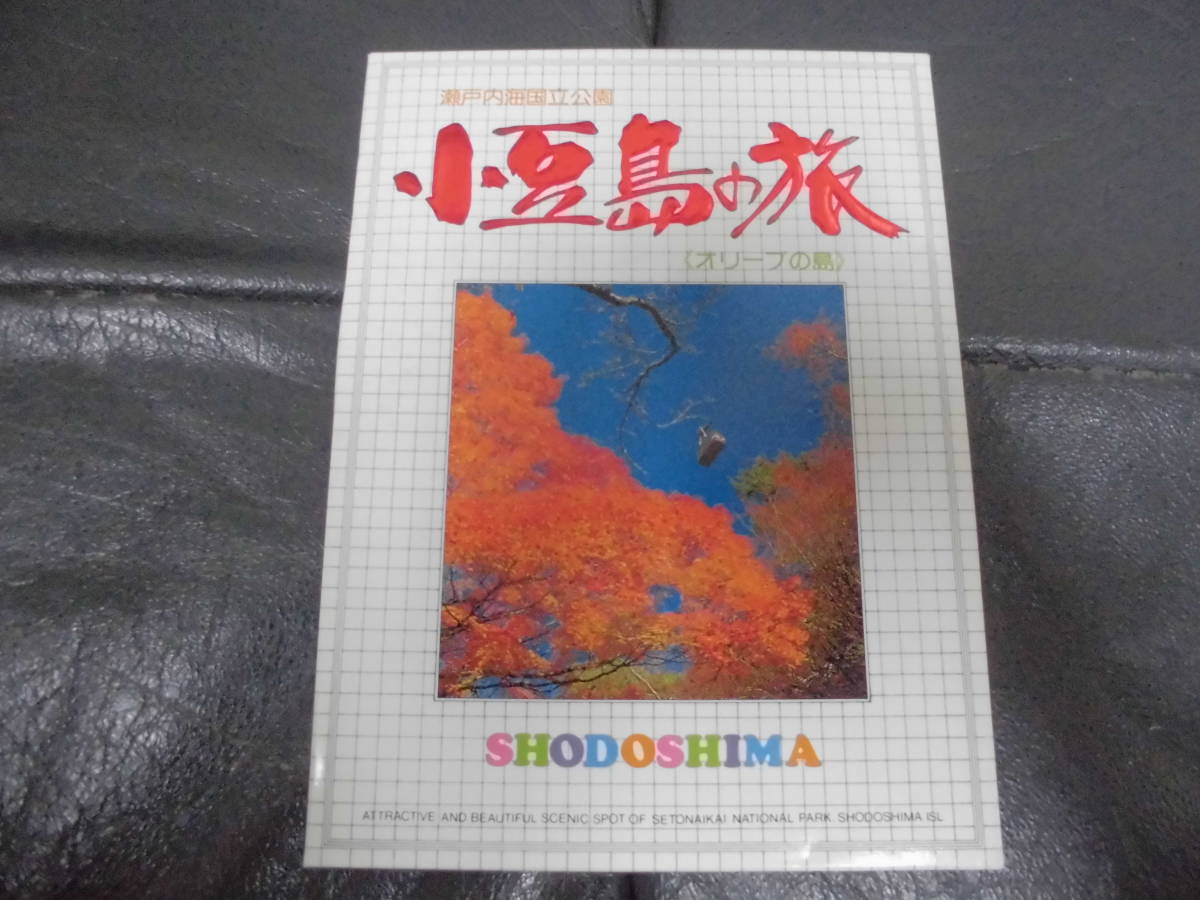 瀬戸内海国立公園
小豆島の旅
《オリーブの島》
SHODOSHIMA
ATTRACTIVE AND BEAUTIFUL SCENIC SPOT OF SETONAIKAI NATIONAL PARK. SHODOSHIMA ISL